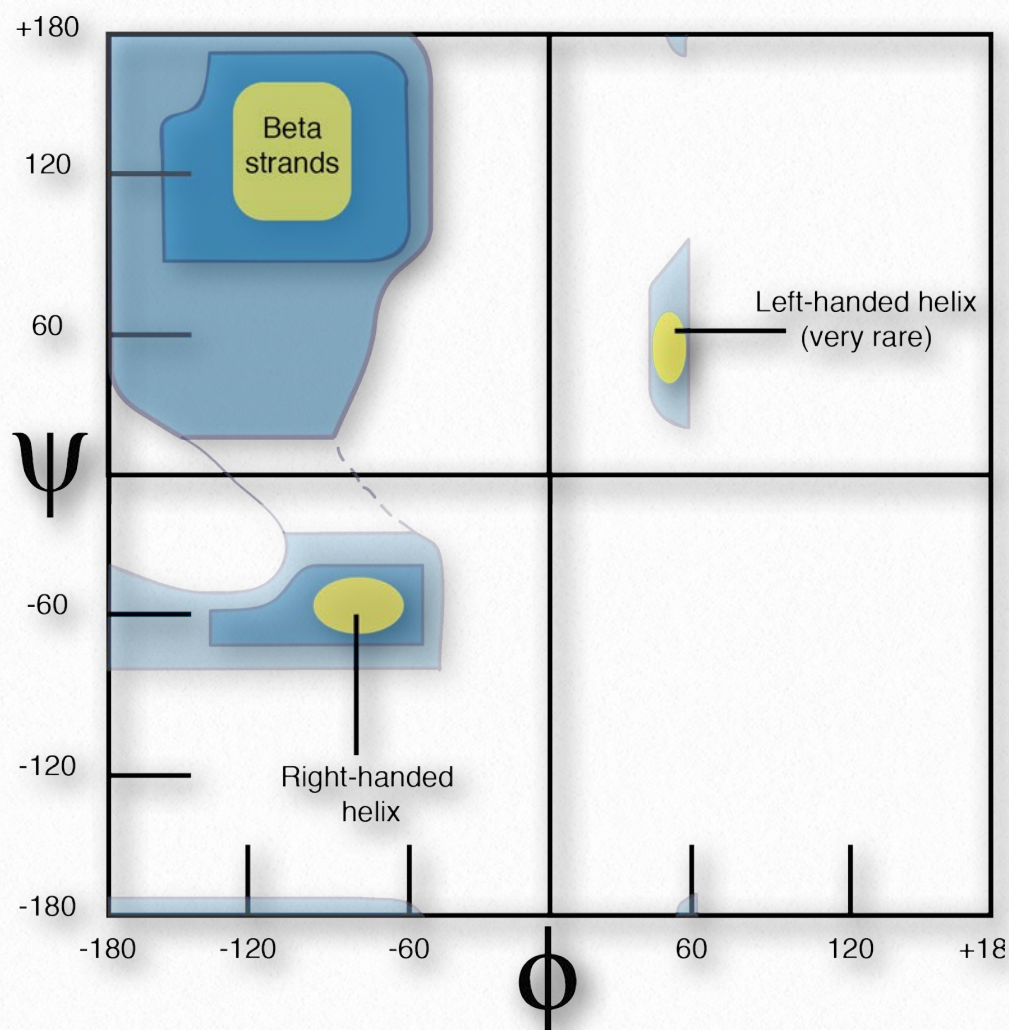 +180
Beta
strands
120
60
Left-handed helix
(very rare)
ψ
-60
-120
Right-handed
helix
-180
-180
-120
-60
60
120
+18
φ